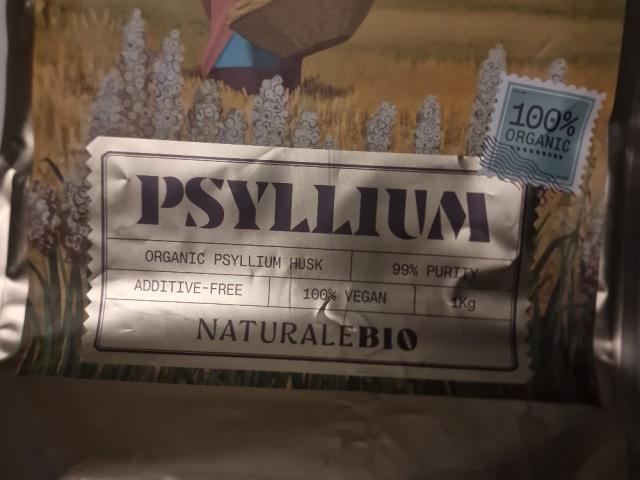 100%
ORGANIC
PSYLLIUM
ORGANIC PSYLLIUM HUSK 99% PURITY
ADDITIVE-FREE 100% VEGAN 1Kg
NATURALEBIO